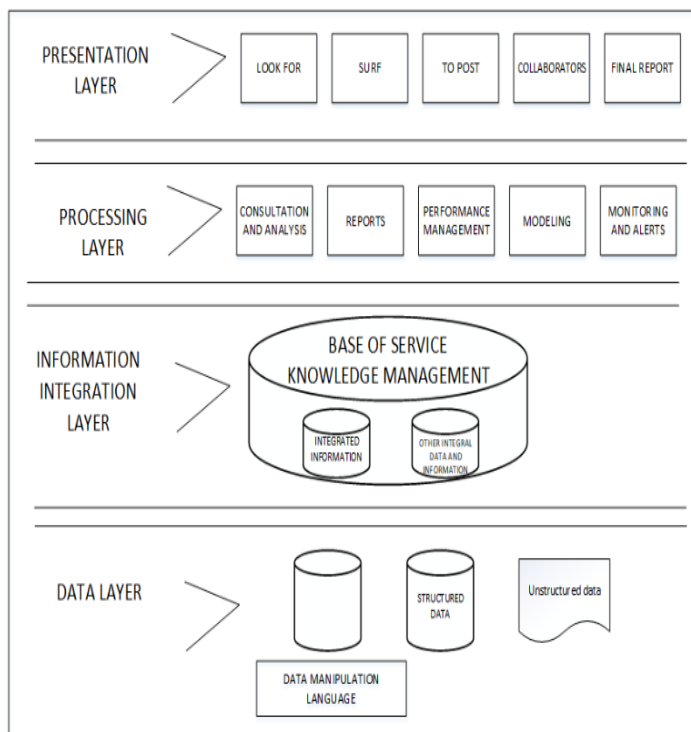 PRESENTATION
LAYER
LOOK FOR
SURF
TO POST
COLLABORATORS
FINAL REPORT
PROCESSING
LAYER
CONSULTATION
AND ANALYSIS
REPORTS
PERFORMANCE
MANAGEMENT
MODELING
MONITORING
AND ALERTS
INFORMATION
INTEGRATION
LAYER
BASE OF SERVICE
KNOWLEDGE MANAGEMENT
INTEGRATED
INFORMATION
OTHER INTEGRAL
DATA AND
INFORMATION
DATA LAYER
STRUCTURED
DATA
Unstructured data
DATA MANIPULATION
LANGUAGE